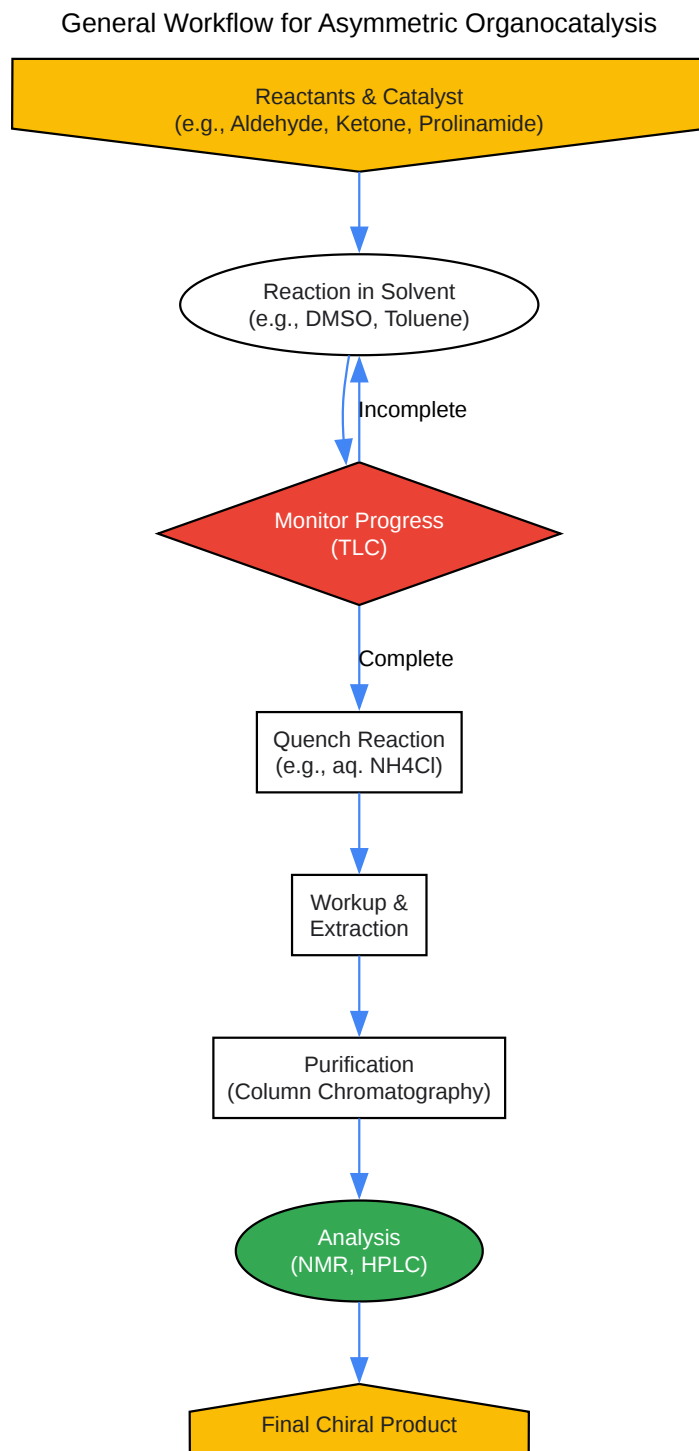 General Workflow for Asymmetric Organocatalysis
Reactants & Catalyst
(e.g., Aldehyde, Ketone, Prolinamide)
Reaction in Solvent
(e.g., DMSO, Toluene)
Incomplete
Monitor Progress
(TLC)
Complete
Quench Reaction
(e.g., aq. NH4Cl)
Workup &
Extraction
Purification
(Column Chromatography)
Analysis
(NMR, HPLC)
Final Chiral Product